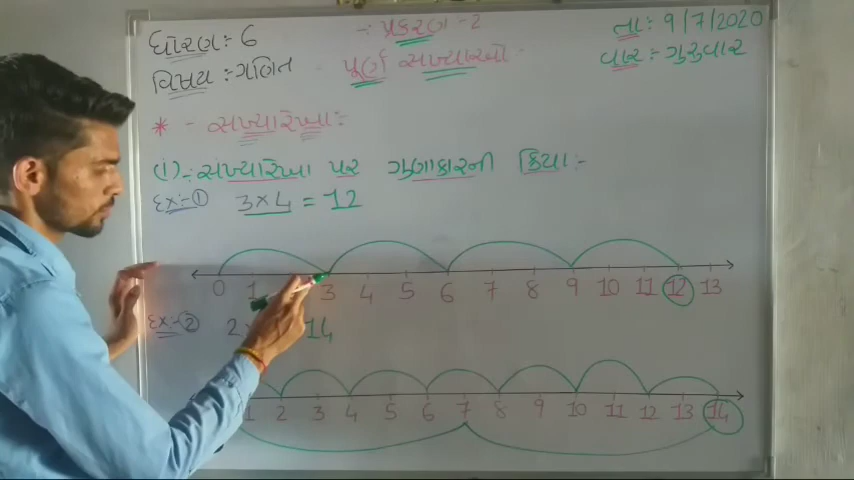 ધોરણ : 6
-: પ્રકરણ - 2
તા : 9/7/2020
વિષય : ગણિત
પૂર્ણ સંખ્યાઓ
વાર : ગુરુવાર
* - સંખ્યારેખા :
(1) :- સંખ્યારેખા પર ગુણાકારની ક્રિયા :-
Ex:-① 3×4 = 12
0 1 3 4 5 6 7 8 9 10 11 12 13
Ex:-② 2 14
1 2 3 4 5 6 7 8 9 10 11 12 13 14